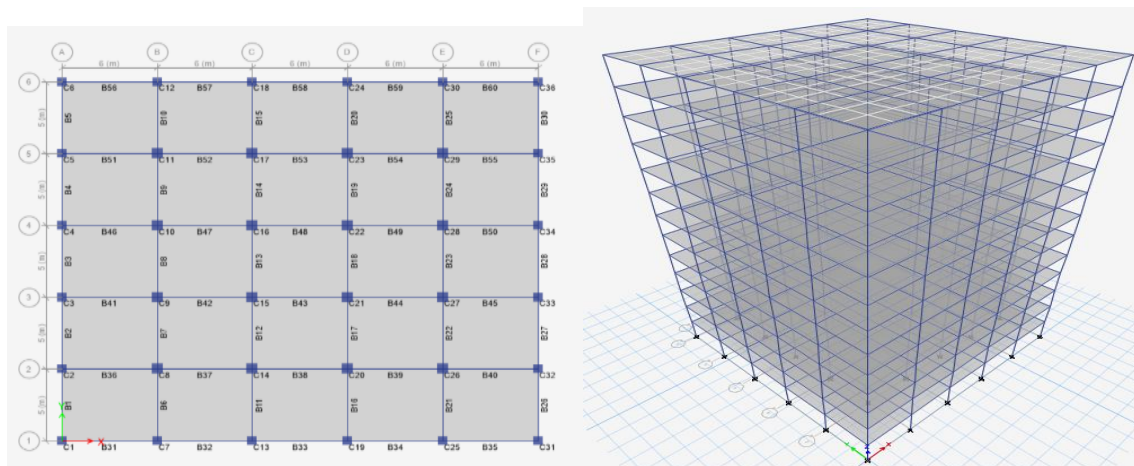 A B C D E F
6 (m) 6 (m) 6 (m) 6 (m) 6 (m)
6
C6 B56 C12 B57 C18 B58 C24 B59 C30 B60 C36
5 (m) B5 B10 B15 B20 B25 B30
5
C5 B51 C11 B52 C17 B53 C23 B54 C29 B55 C35
5 (m) B4 B9 B14 B19 B24 B29
4
C4 B46 C10 B47 C16 B48 C22 B49 C28 B50 C34
5 (m) B3 B8 B13 B18 B23 B28
3
C3 B41 C9 B42 C15 B43 C21 B44 C27 B45 C33
5 (m) B2 B7 B12 B17 B22 B27
2
C2 B36 C8 B37 C14 B38 C20 B39 C26 B40 C32
5 (m) B1 B6 B11 B16 B21 B26
Y
1 X
C1 B31 C7 B32 C13 B33 C19 B34 C25 B35 C31